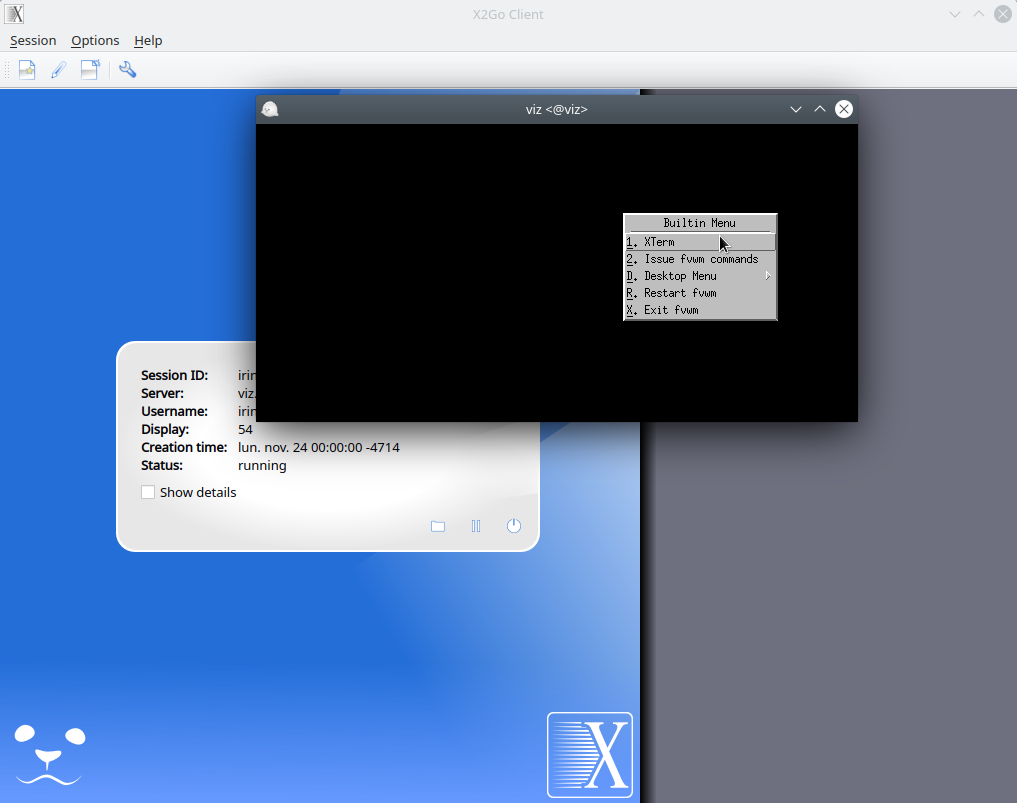 X2Go Client
Session Options Help
viz <@viz>
Builtin Menu
1. XTerm
2. Issue fvwm commands
D. Desktop Menu
R. Restart fvwm
X. Exit fvwm
Session ID:
Server: viz.
Username:
Display: 54
Creation time: lun. nov. 24 00:00:00 -4714
Status: running
Show details
X